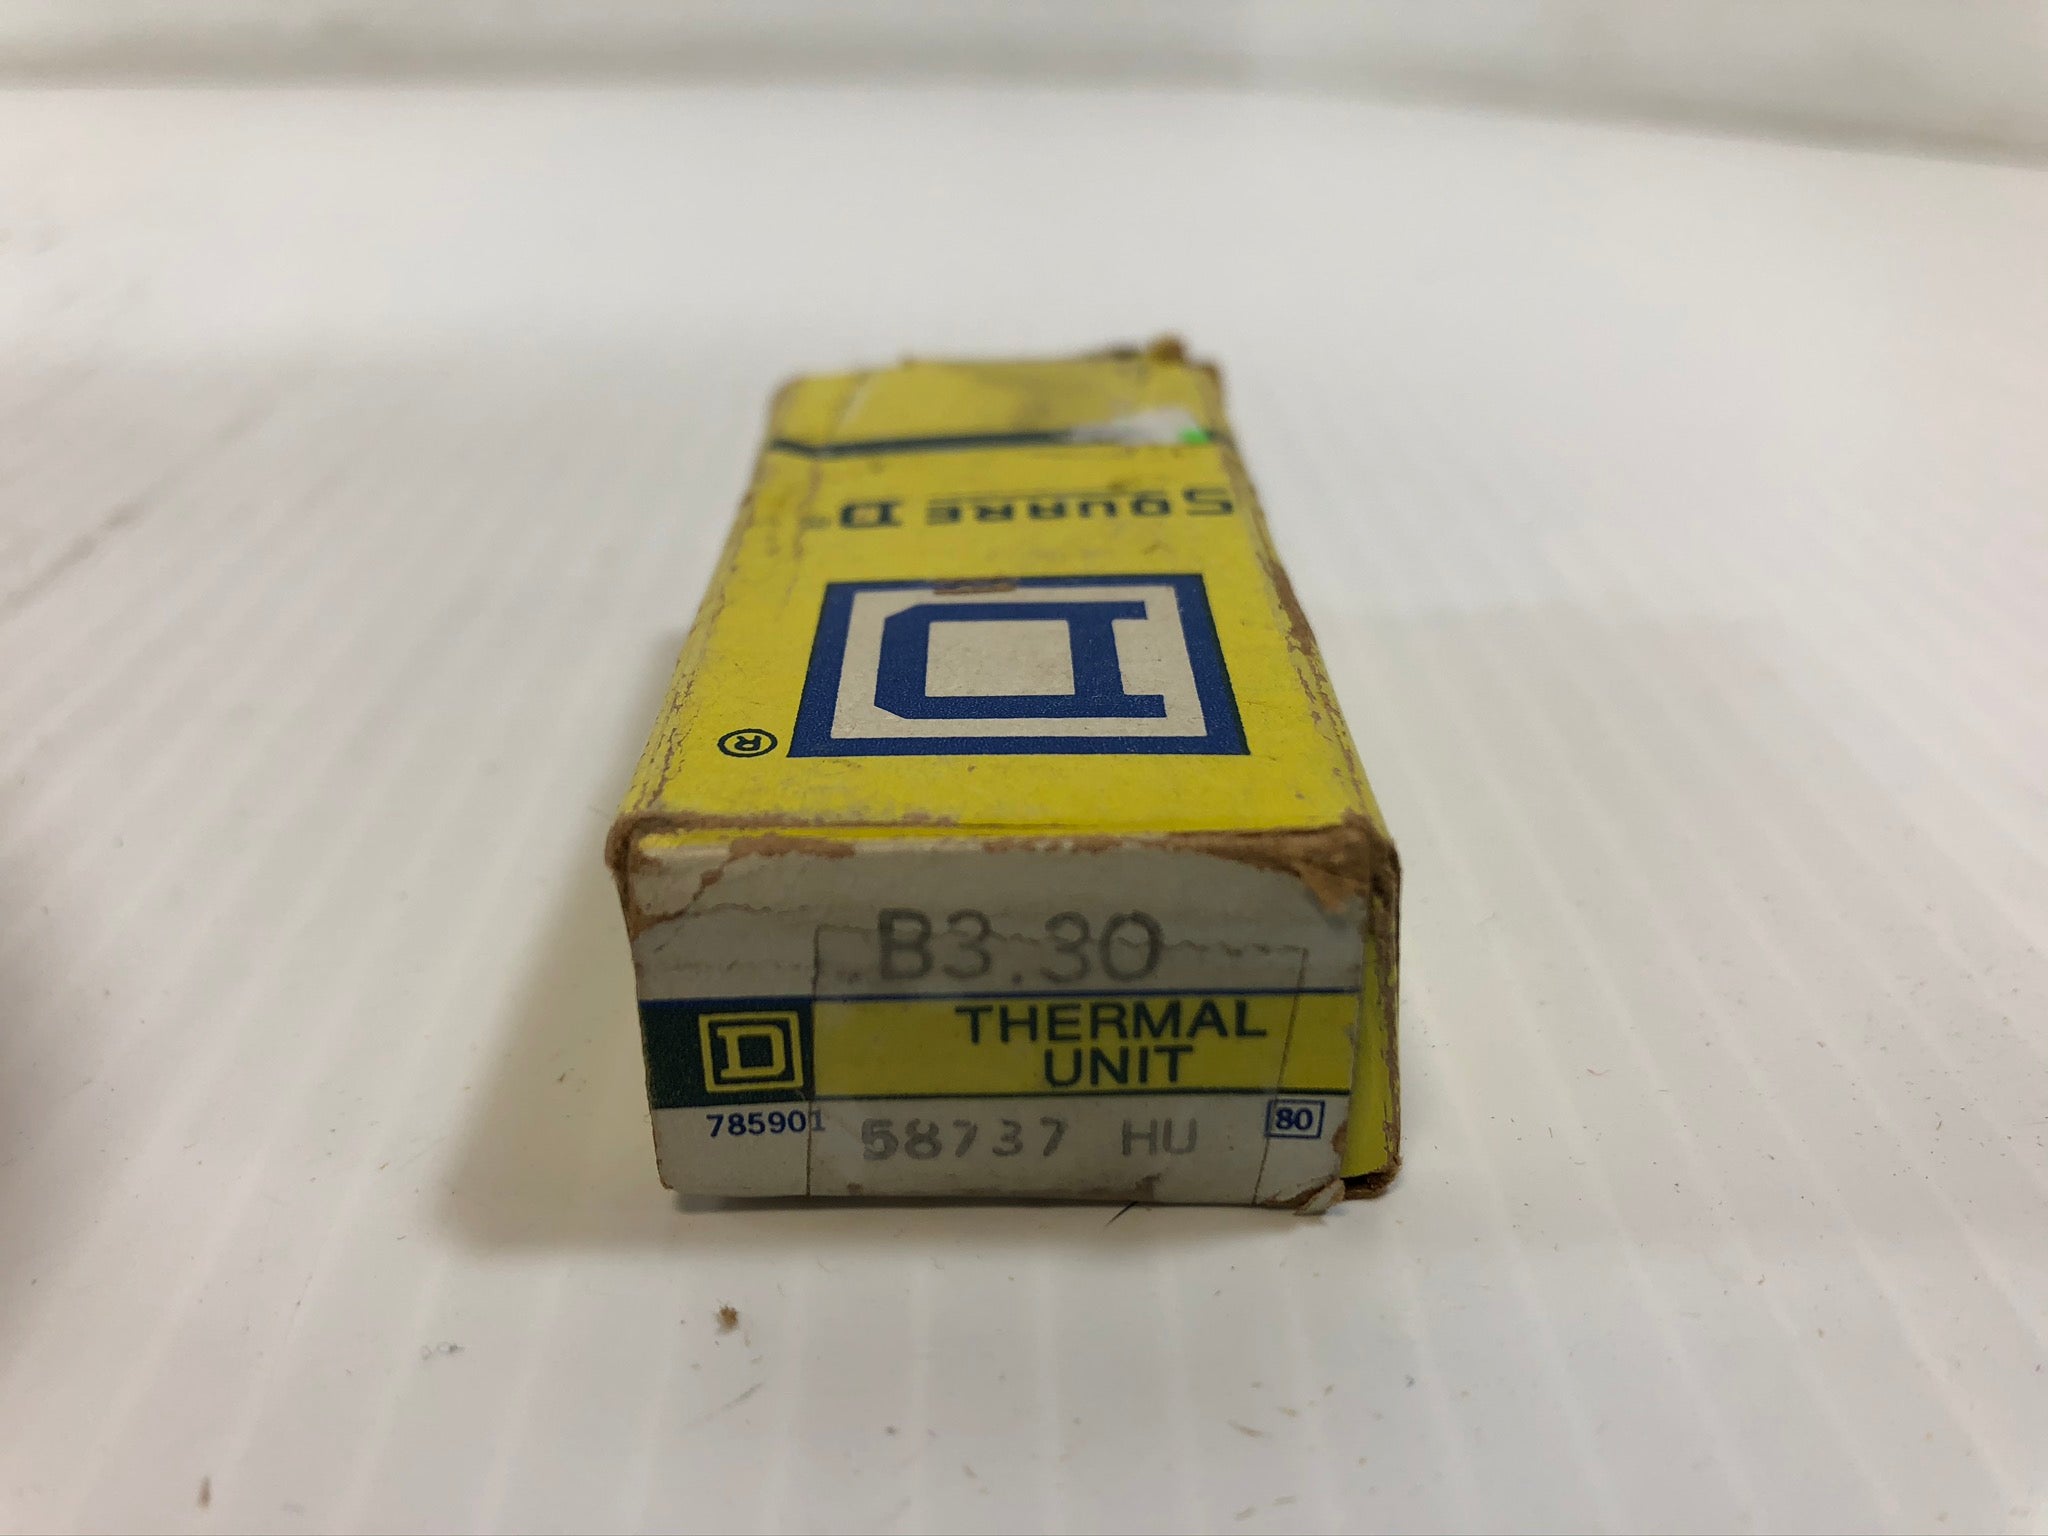 SQUARE D®
D
®
B3.30
D
THERMAL
UNIT
785901 58737 HU 80